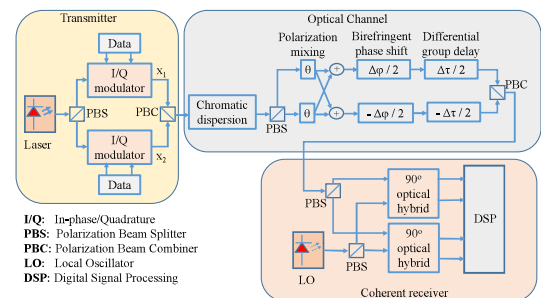 Transmitter
Data
I/Q
modulator
x1
Laser
PBS
PBC
I/Q
modulator
x2
Data
Optical Channel
Polarization
mixing
Birefringent
phase shift
Differential
group delay
Chromatic
dispersion
PBS
θ
θ
+
+
Δφ / 2
Δτ / 2
- Δφ / 2
- Δτ / 2
PBC
PBS
90º
optical
hybrid
90º
optical
hybrid
DSP
LO
PBS
Coherent receiver
I/Q: In-phase/Quadrature
PBS: Polarization Beam Splitter
PBC: Polarization Beam Combiner
LO: Local Oscillator
DSP: Digital Signal Processing